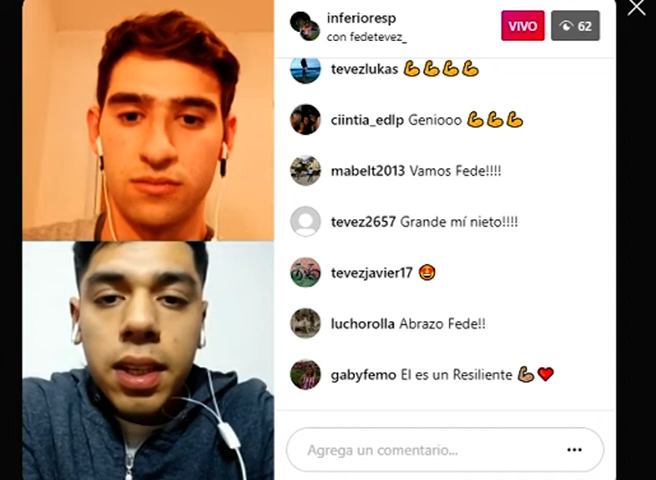 inferioresp
con fedetevez_
VIVO
62
tevezlukas
ciintia_edlp Geniooo
mabelt2013 Vamos Fede!!!!
tevez2657 Grande mí nieto!!!!
tevezjavier17
luchorolla Abrazo Fede!!
gabyfemo El es un Resiliente
Agrega un comentario...